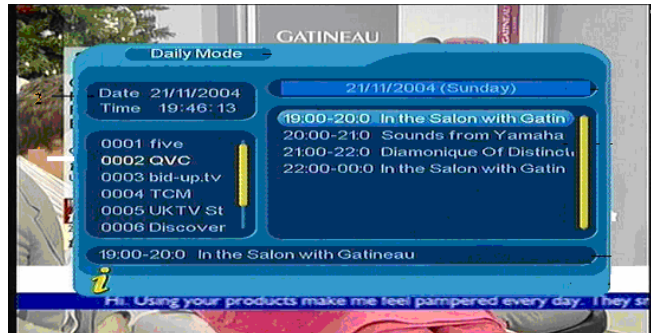 GATINEAU
Daily Mode
Date 21/11/2004
Time 19:46:13
21/11/2004 (Sunday)
0001 five
0002 QVC
0003 bid-up.tv
0004 TCM
0005 UKTV St
0006 Discover
19:00-20:0 In the Salon with Gatin
20:00-21:0 Sounds from Yamaha
21:00-22:0 Diamonique Of Distincti
22:00-00:0 In the Salon with Gatin
19:00-20:0 In the Salon with Gatineau
i
Hi. Using your products make me feel pampered every day. They